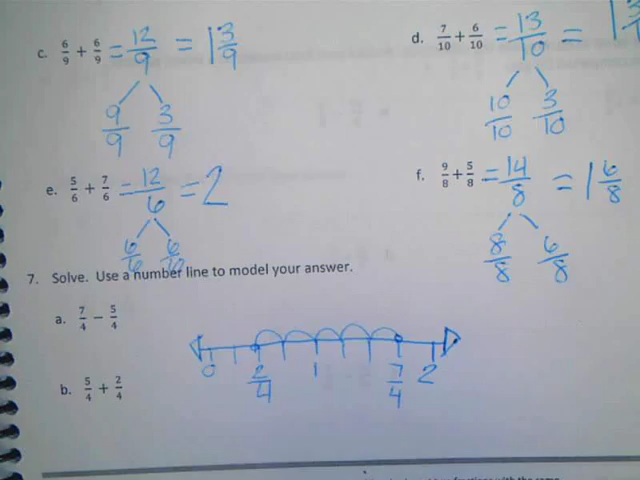 c. 6/9 + 6/9 = 12/9 = 1 3/9
9/9 3/9
d. 7/10 + 6/10 = 13/10 = 1
10/10 3/10
e. 5/6 + 7/6 = 12/6 = 2
6/6 6/6
f. 9/8 + 5/8 = 14/8 = 1 6/8
8/8 6/8
7. Solve. Use a number line to model your answer.
a. 7/4 − 5/4
0 2/4 1 7/4 2
b. 5/4 + 2/4